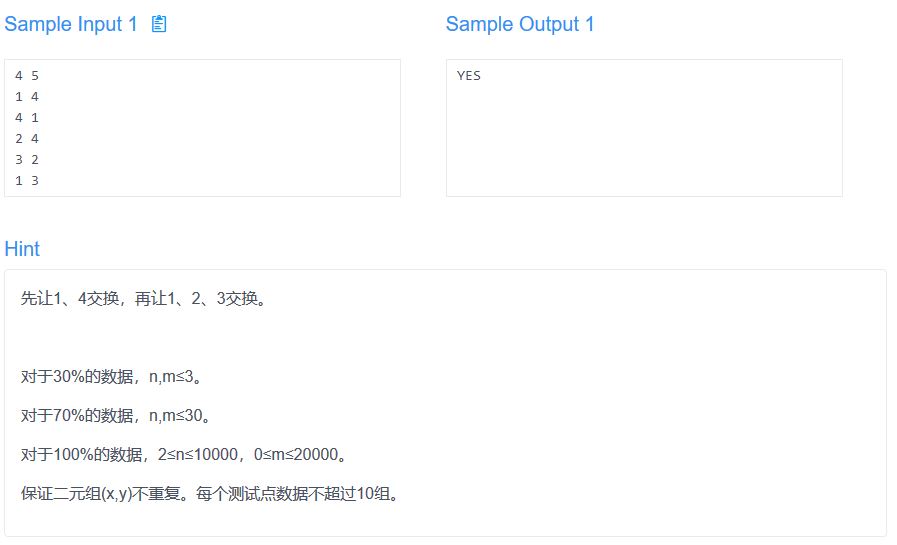 Sample Input 1
Sample Output 1
4 5
1 4
4 1
2 4
3 2
1 3
YES
Hint
先让1、4交换，再让1、2、3交换。
对于30%的数据，n,m≤3。
对于70%的数据，n,m≤30。
对于100%的数据，2≤n≤10000，0≤m≤20000。
保证二元组(x,y)不重复。每个测试点数据不超过10组。